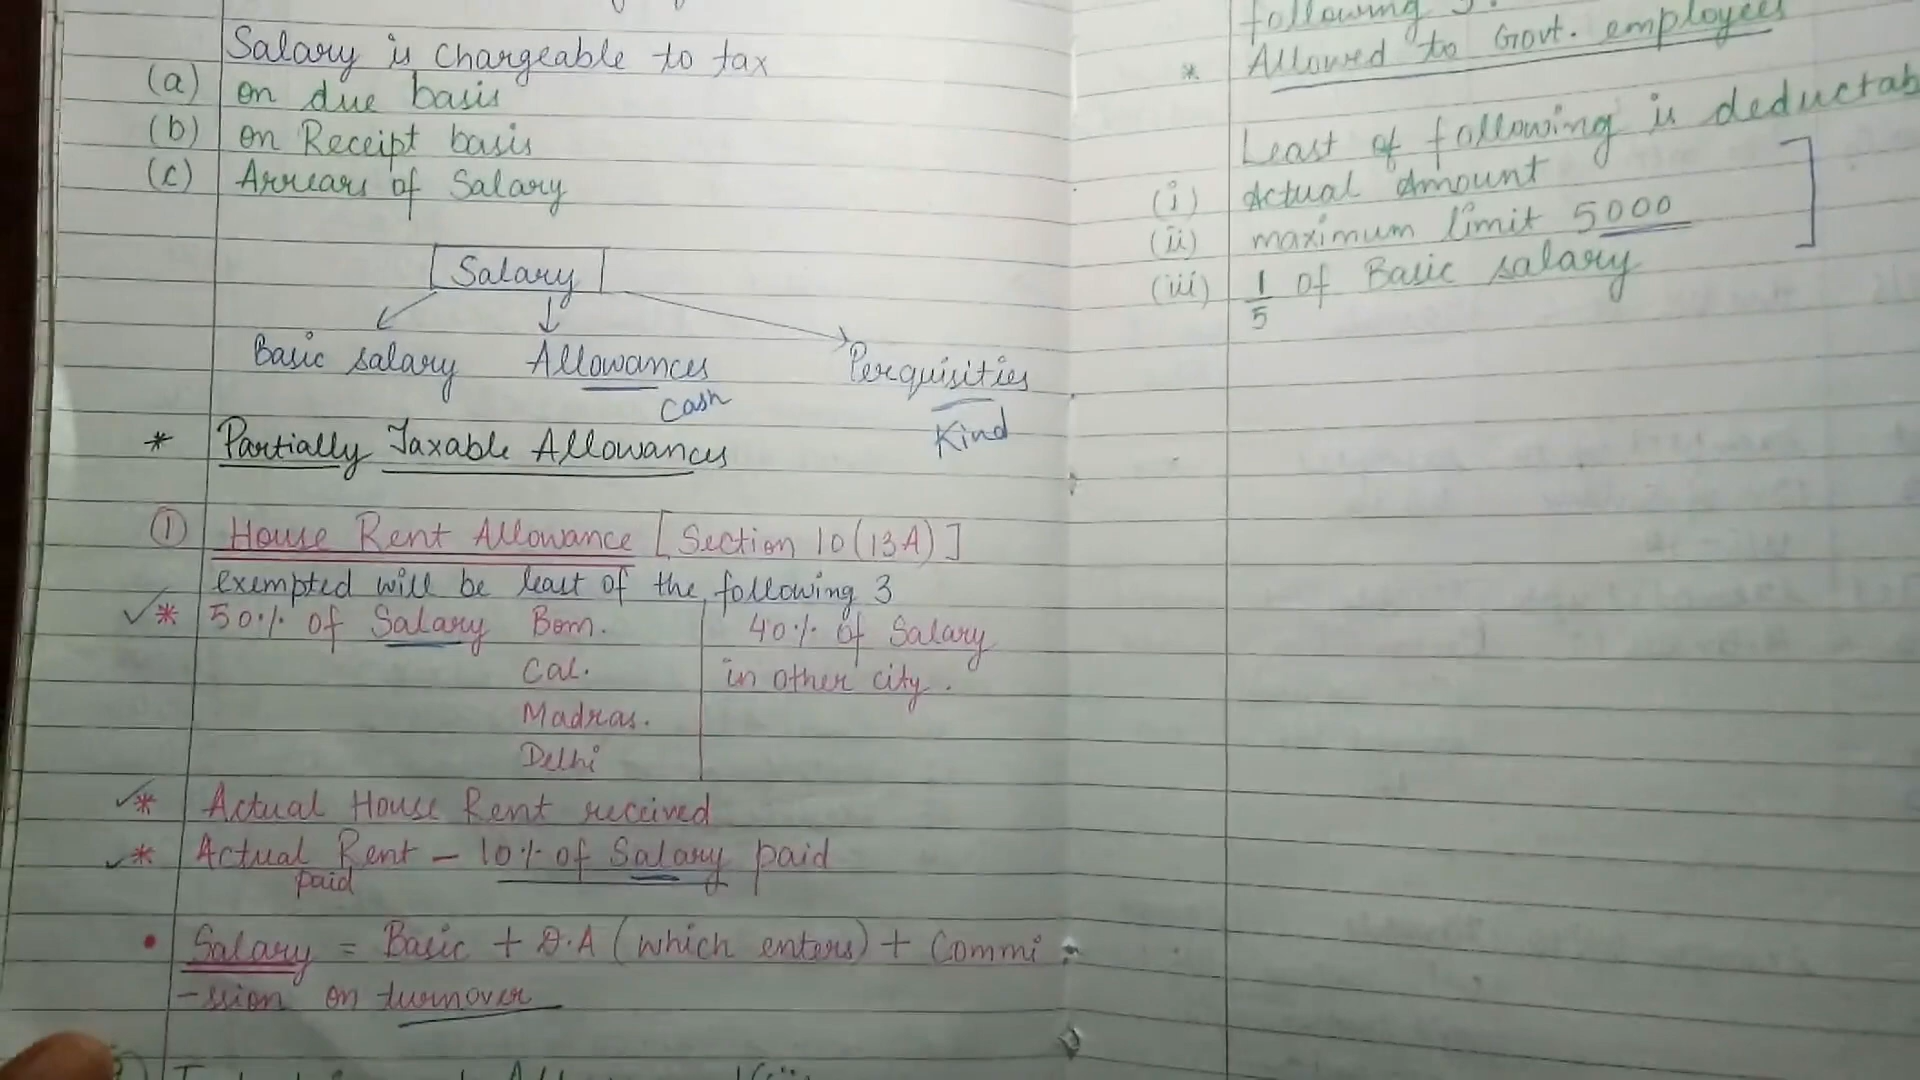 Salary is chargeable to tax
(a) on due basis
(b) on Receipt basis
(c) Arrears of Salary
Salary
Basic salary Allowances Perquisities
cash
Kind
* Partially Taxable Allowances
① House Rent Allowance [Section 10(13A)]
exempted will be least of the following 3
✓* 50% of Salary Bom. 40% of Salary
Cal. in other city.
Madras.
Delhi
✓* Actual House Rent received
✓* Actual Rent - 10% of Salary paid
paid
• Salary = Basic + D.A (which enters) + Commi
-ssion on turnover
following
* Allowed to Govt. employees
Least of following is deductab
(i) Actual Amount
(ii) maximum limit 5000
(iii) 1/5 of Basic salary